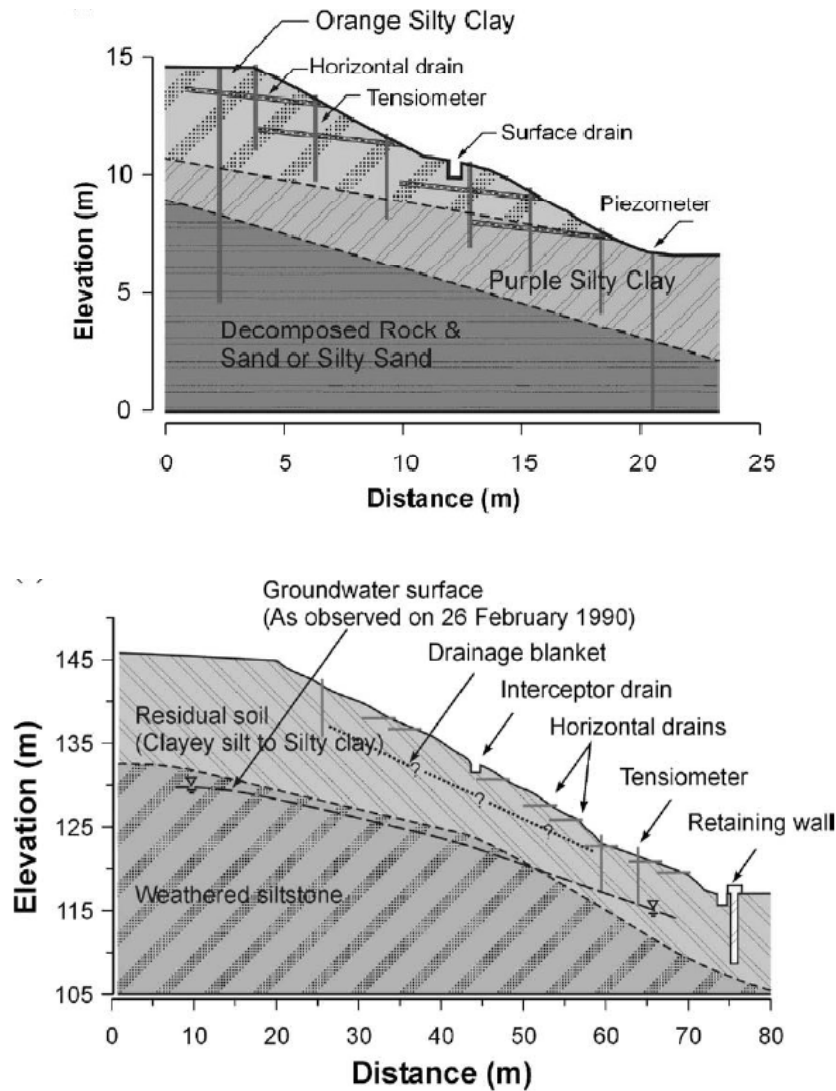 Orange Silty Clay
Horizontal drain
Tensiometer
Surface drain
Piezometer
Purple Silty Clay
Decomposed Rock &
Sand or Silty Sand
Elevation (m)
15
10
5
0
0 5 10 15 20 25
Distance (m)
Groundwater surface
(As observed on 26 February 1990)
Drainage blanket
Interceptor drain
Horizontal drains
Tensiometer
Retaining wall
Residual soil
(Clayey silt to Silty clay)
? ? ?
Weathered siltstone
Elevation (m)
145
135
125
115
105
0 10 20 30 40 50 60 70 80
Distance (m)